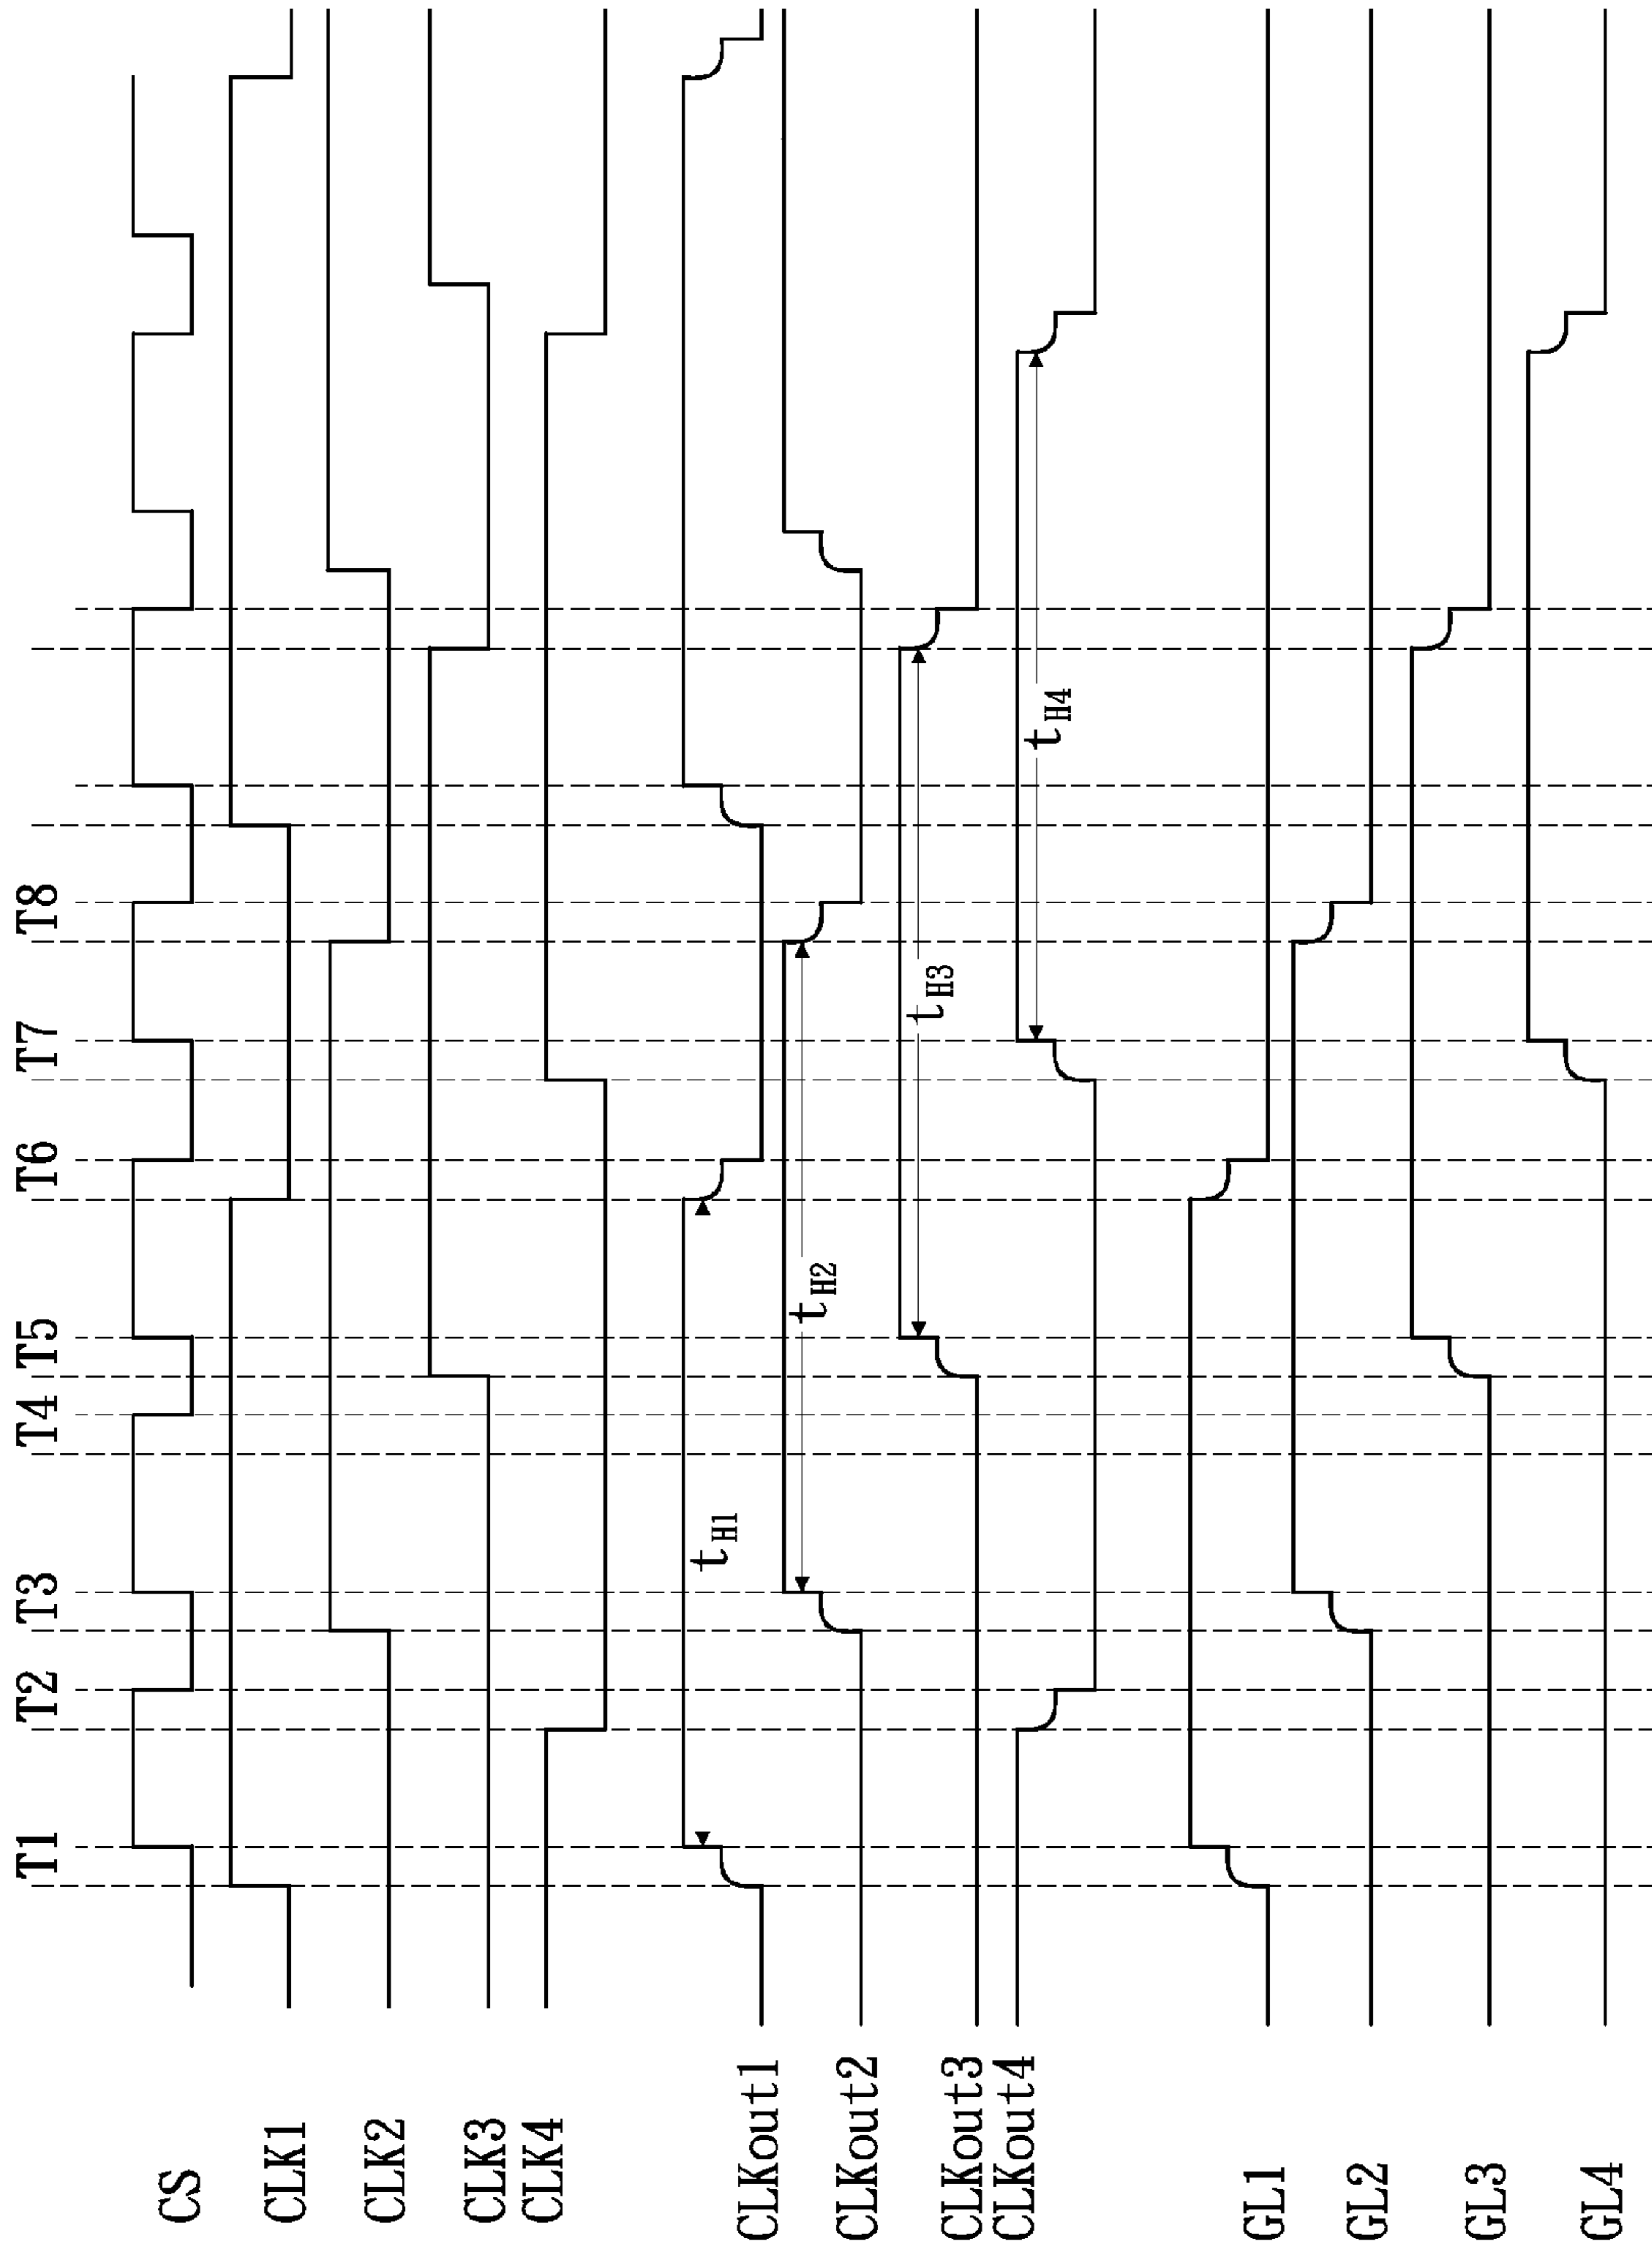 T1 T2 T3 T4 T5 T6 T7 T8
CS
CLK1
CLK2
CLK3
CLK4
CLKout1
tH1
CLKout2
tH2
CLKout3
tH3
CLKout4
tH4
GL1
GL2
GL3
GL4